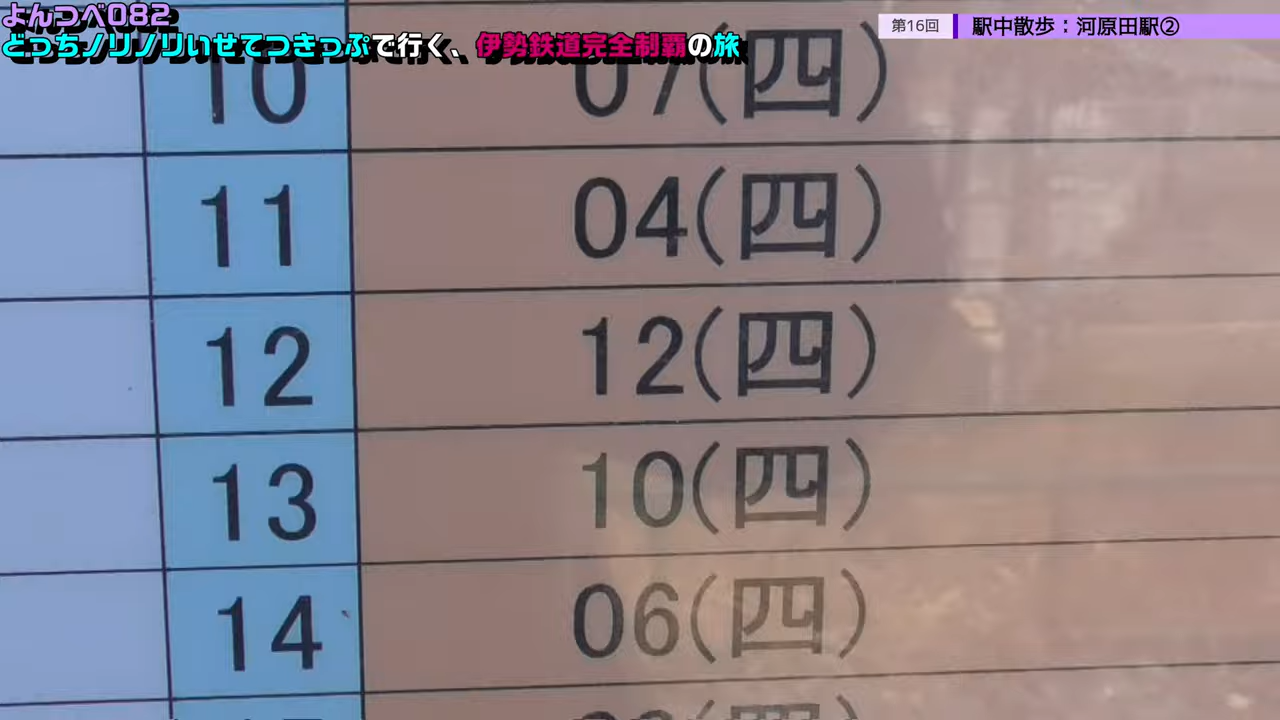 よんつべ082
どっちノリノリいせてつきっぷで行く、伊勢鉄道完全制覇の旅
第16回 駅中散歩：河原田駅②
10 07(四)
11 04(四)
12 12(四)
13 10(四)
14 06(四)